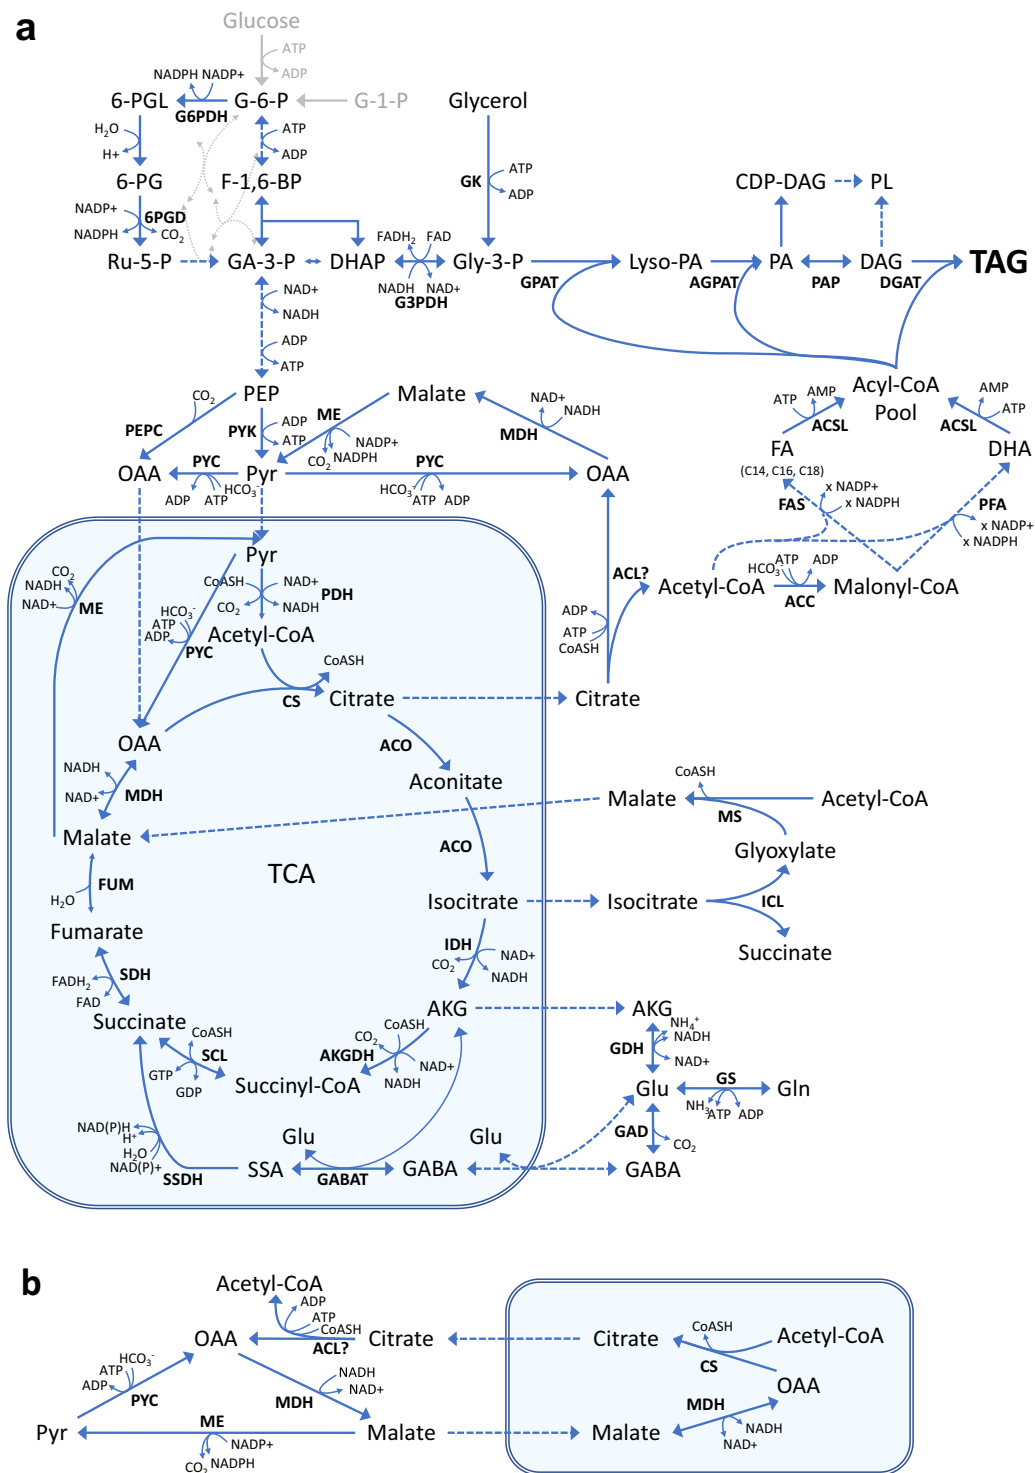 a
Glucose
ATP
ADP
NADPH NADP+
6-PGL
G-6-P
G-1-P
Glycerol
G6PDH
H₂O
H+
ATP
ADP
ATP
GK
ADP
6-PG
F-1,6-BP
CDP-DAG
PL
NADP+
6PGD
NADPH
CO₂
FADH₂ FAD
Ru-5-P
GA-3-P
DHAP
Gly-3-P
Lyso-PA
PA
DAG
TAG
GPAT
AGPAT
PAP
DGAT
NADH NAD+
G3PDH
NAD+
NADH
ADP
ATP
PEP
Malate
Acyl-CoA
Pool
CO₂
NAD+
NADH
ATP
AMP
AMP
ATP
ACSL
ACSL
PEPC
PYK
ADP
ATP
ME
NADP+
NADPH
CO₂
MDH
FA
DHA
(C14, C16, C18)
OAA
PYC
Pyr
PYC
OAA
ADP
ATP
HCO₃⁻
HCO₃⁻
ATP
ADP
FAS
x NADP+
x NADPH
PFA
x NADP+
x NADPH
Pyr
CO₂
NADH
NAD+
ME
CoASH
NAD+
PDH
CO₂
NADH
ACL?
Acetyl-CoA
HCO₃⁻
ATP
ADP
ACC
Malonyl-CoA
HCO₃⁻
ATP
ADP
PYC
Acetyl-CoA
ADP
ATP
CoASH
CoASH
CS
Citrate
Citrate
OAA
ACO
NADH
NAD+
MDH
Aconitate
CoASH
Malate
Acetyl-CoA
MS
Malate
ACO
Glyoxylate
TCA
FUM
H₂O
Isocitrate
Isocitrate
ICL
Fumarate
IDH
NAD+
CO₂
NADH
Succinate
SDH
FADH₂
FAD
AKG
AKG
Succinate
CoASH
SCL
GTP
GDP
CoASH
CO₂
AKGDH
NAD+
NADH
Succinyl-CoA
NH₄⁺
NADH
GDH
NAD+
Glu
GS
Gln
NH₃
ATP
ADP
NAD(P)H
H⁺
H₂O
NAD(P)+
SSDH
Glu
Glu
GAD
CO₂
SSA
GABAT
GABA
GABA
b
Acetyl-CoA
ADP
ATP
CoASH
OAA
ACL?
Citrate
Citrate
CoASH
Acetyl-CoA
CS
HCO₃⁻
ATP
ADP
PYC
NADH
NAD+
MDH
OAA
MDH
Pyr
ME
Malate
Malate
NADH
NAD+
NADP+
NADPH
CO₂